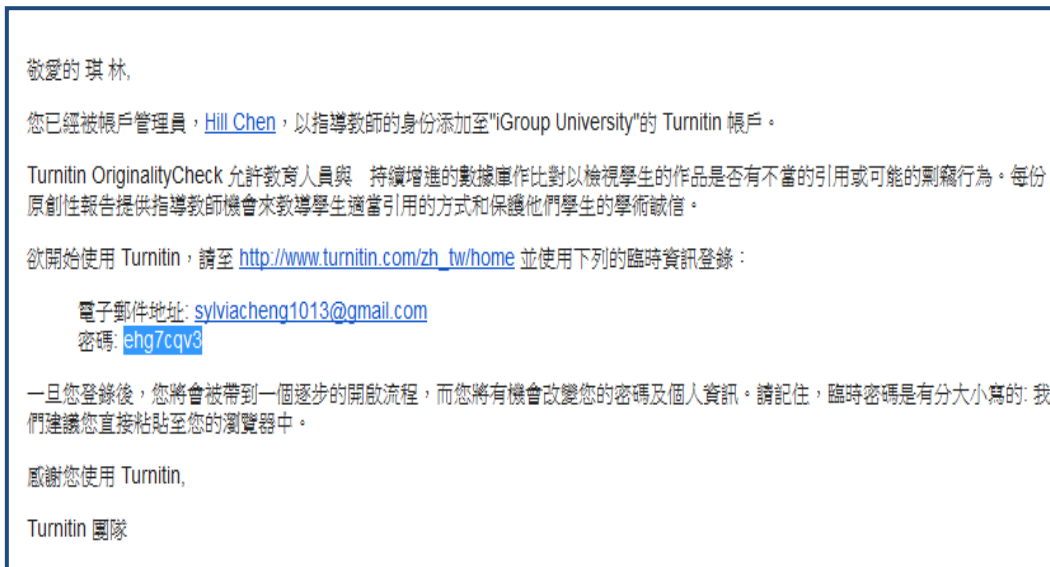 敬愛的 琪 林,
您已經被帳戶管理員，Hill Chen，以指導教師的身份添加至"iGroup University"的 Turnitin 帳戶。
Turnitin OriginalityCheck 允許教育人員與 持續增進的數據庫作比對以檢視學生的作品是否有不當的引用或可能的剽竊行為。每份
原創性報告提供指導教師機會來教導學生適當引用的方式和保護他們學生的學術誠信。
欲開始使用 Turnitin，請至 http://www.turnitin.com/zh_tw/home 並使用下列的臨時資訊登錄：
電子郵件地址: sylviacheng1013@gmail.com
密碼: ehg7cqv3
一旦您登錄後，您將會被帶到一個逐步的開啟流程，而您將有機會改變您的密碼及個人資訊。請記住，臨時密碼是有分大小寫的: 我
們建議您直接粘貼至您的瀏覽器中。
感謝您使用 Turnitin,
Turnitin 團隊